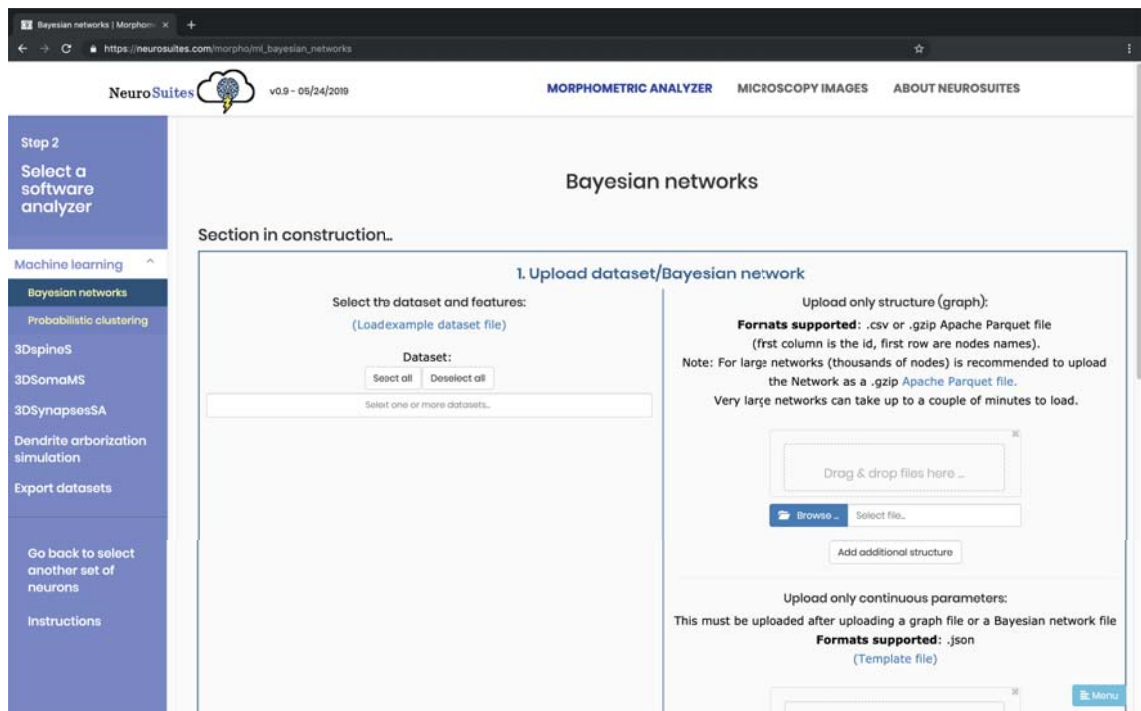 Bayesian networks | Morphom
https://neurosuites.com/morpho/ml_bayesian_networks
NeuroSuites
v0.9 - 05/24/2019
MORPHOMETRIC ANALYZER
MICROSCOPY IMAGES
ABOUT NEUROSUITES
Step 2
Select a
software
analyzer
Machine learning
Bayesian networks
Probabilistic clustering
3DspineS
3DSomaMS
3DSynapsesSA
Dendrite arborization
simulation
Export datasets
Go back to select
another set of
neurons
Instructions
Bayesian networks
Section in construction..
1. Upload dataset/Bayesian network
Select the dataset and features:
(Load example dataset file)
Dataset:
Select all
Deselect all
Select one or more datasets..
Upload only structure (graph):
Formats supported: .csv or .gzip Apache Parquet file
(first column is the id, first row are nodes names).
Note: For large networks (thousands of nodes) is recommended to upload
the Network as a .gzip Apache Parquet file.
Very large networks can take up to a couple of minutes to load.
Drag & drop files here …
Browse …
Select file…
Add additional structure
Upload only continuous parameters:
This must be uploaded after uploading a graph file or a Bayesian network file
Formats supported: .json
(Template file)
Menu